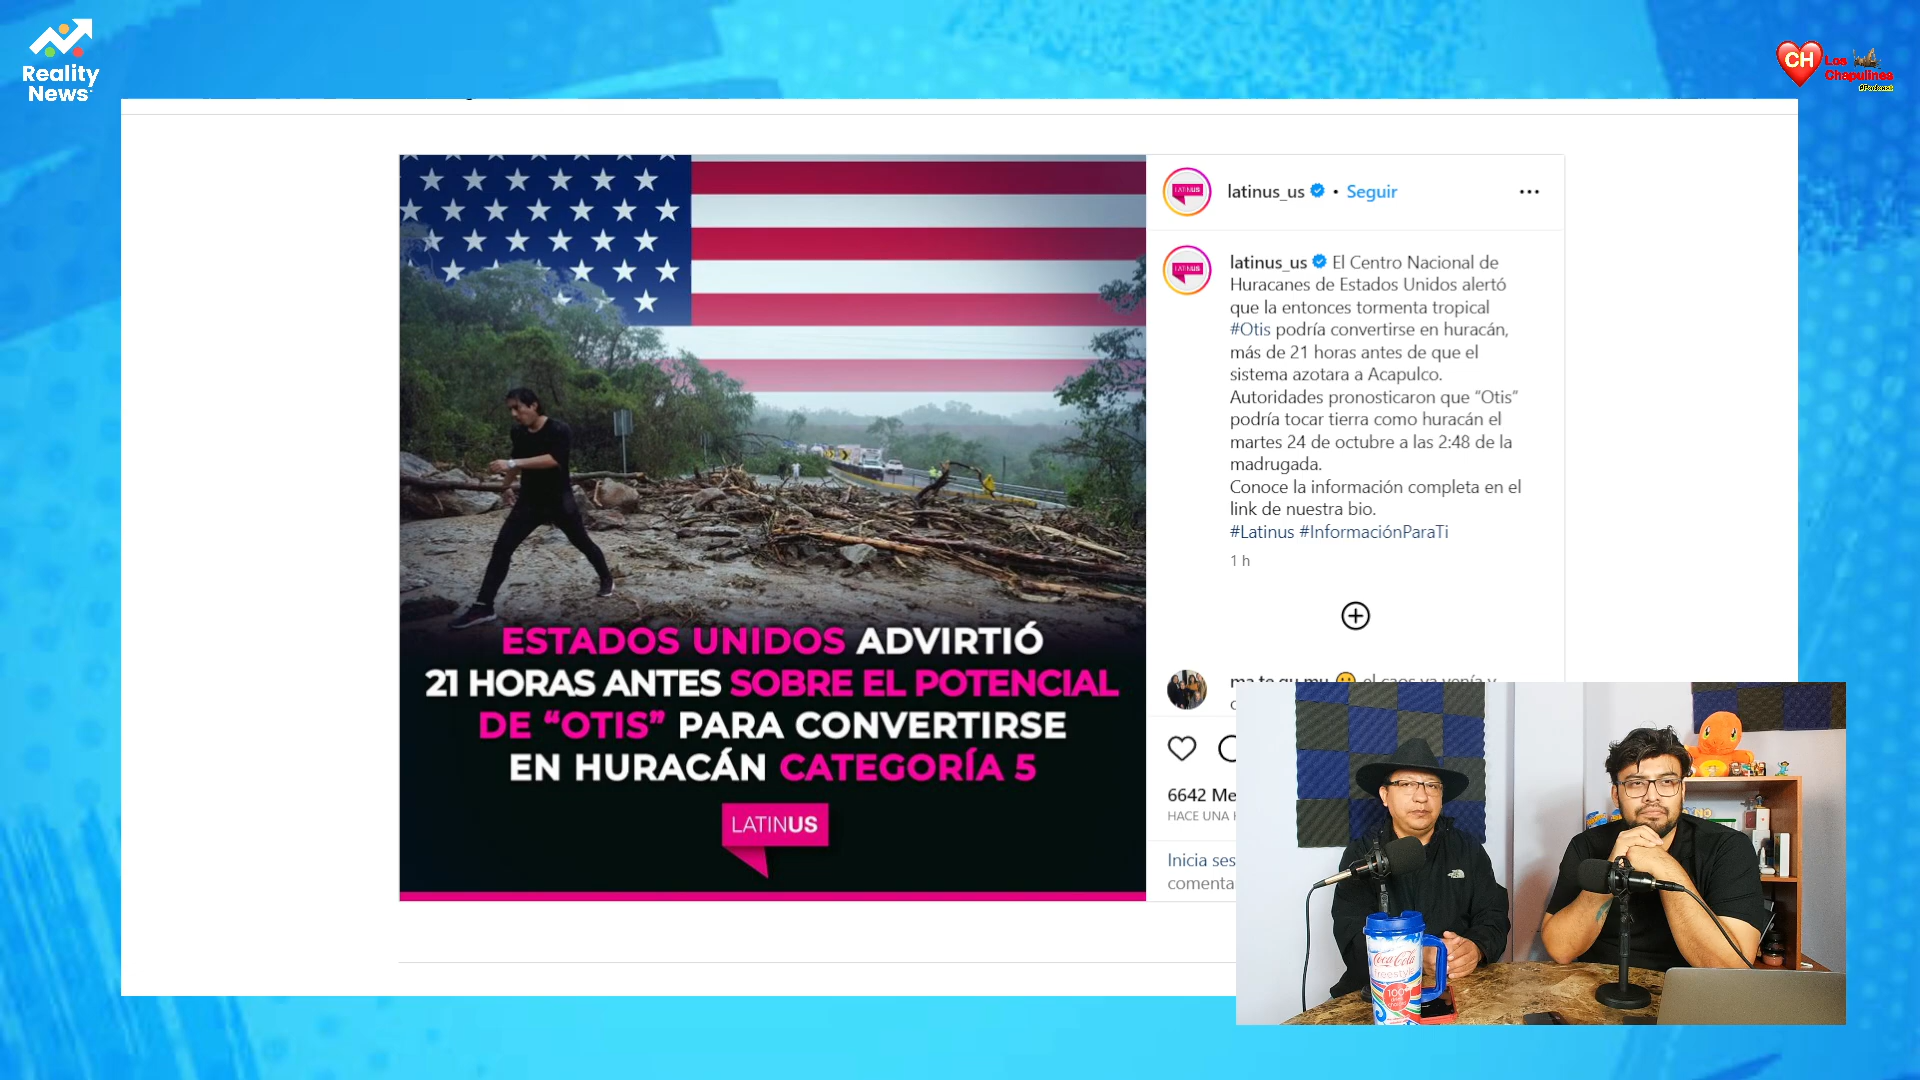 Reality
News
CH
Los
Chapulines
#Podcast
ESTADOS UNIDOS ADVIRTIÓ
21 HORAS ANTES SOBRE EL POTENCIAL
DE “OTIS” PARA CONVERTIRSE
EN HURACÁN CATEGORÍA 5
LATINUS
LATINUS
latinus_us • Seguir
LATINUS
latinus_us El Centro Nacional de
Huracanes de Estados Unidos alertó
que la entonces tormenta tropical
#Otis podría convertirse en huracán,
más de 21 horas antes de que el
sistema azotara a Acapulco.
Autoridades pronosticaron que “Otis”
podría tocar tierra como huracán el
martes 24 de octubre a las 2:48 de la
madrugada.
Conoce la información completa en el
link de nuestra bio.
#Latinus #InformaciónParaTi
1 h
6642 Me
HACE UNA
Inicia ses
comenta
Coca-Cola
freestyle
100+